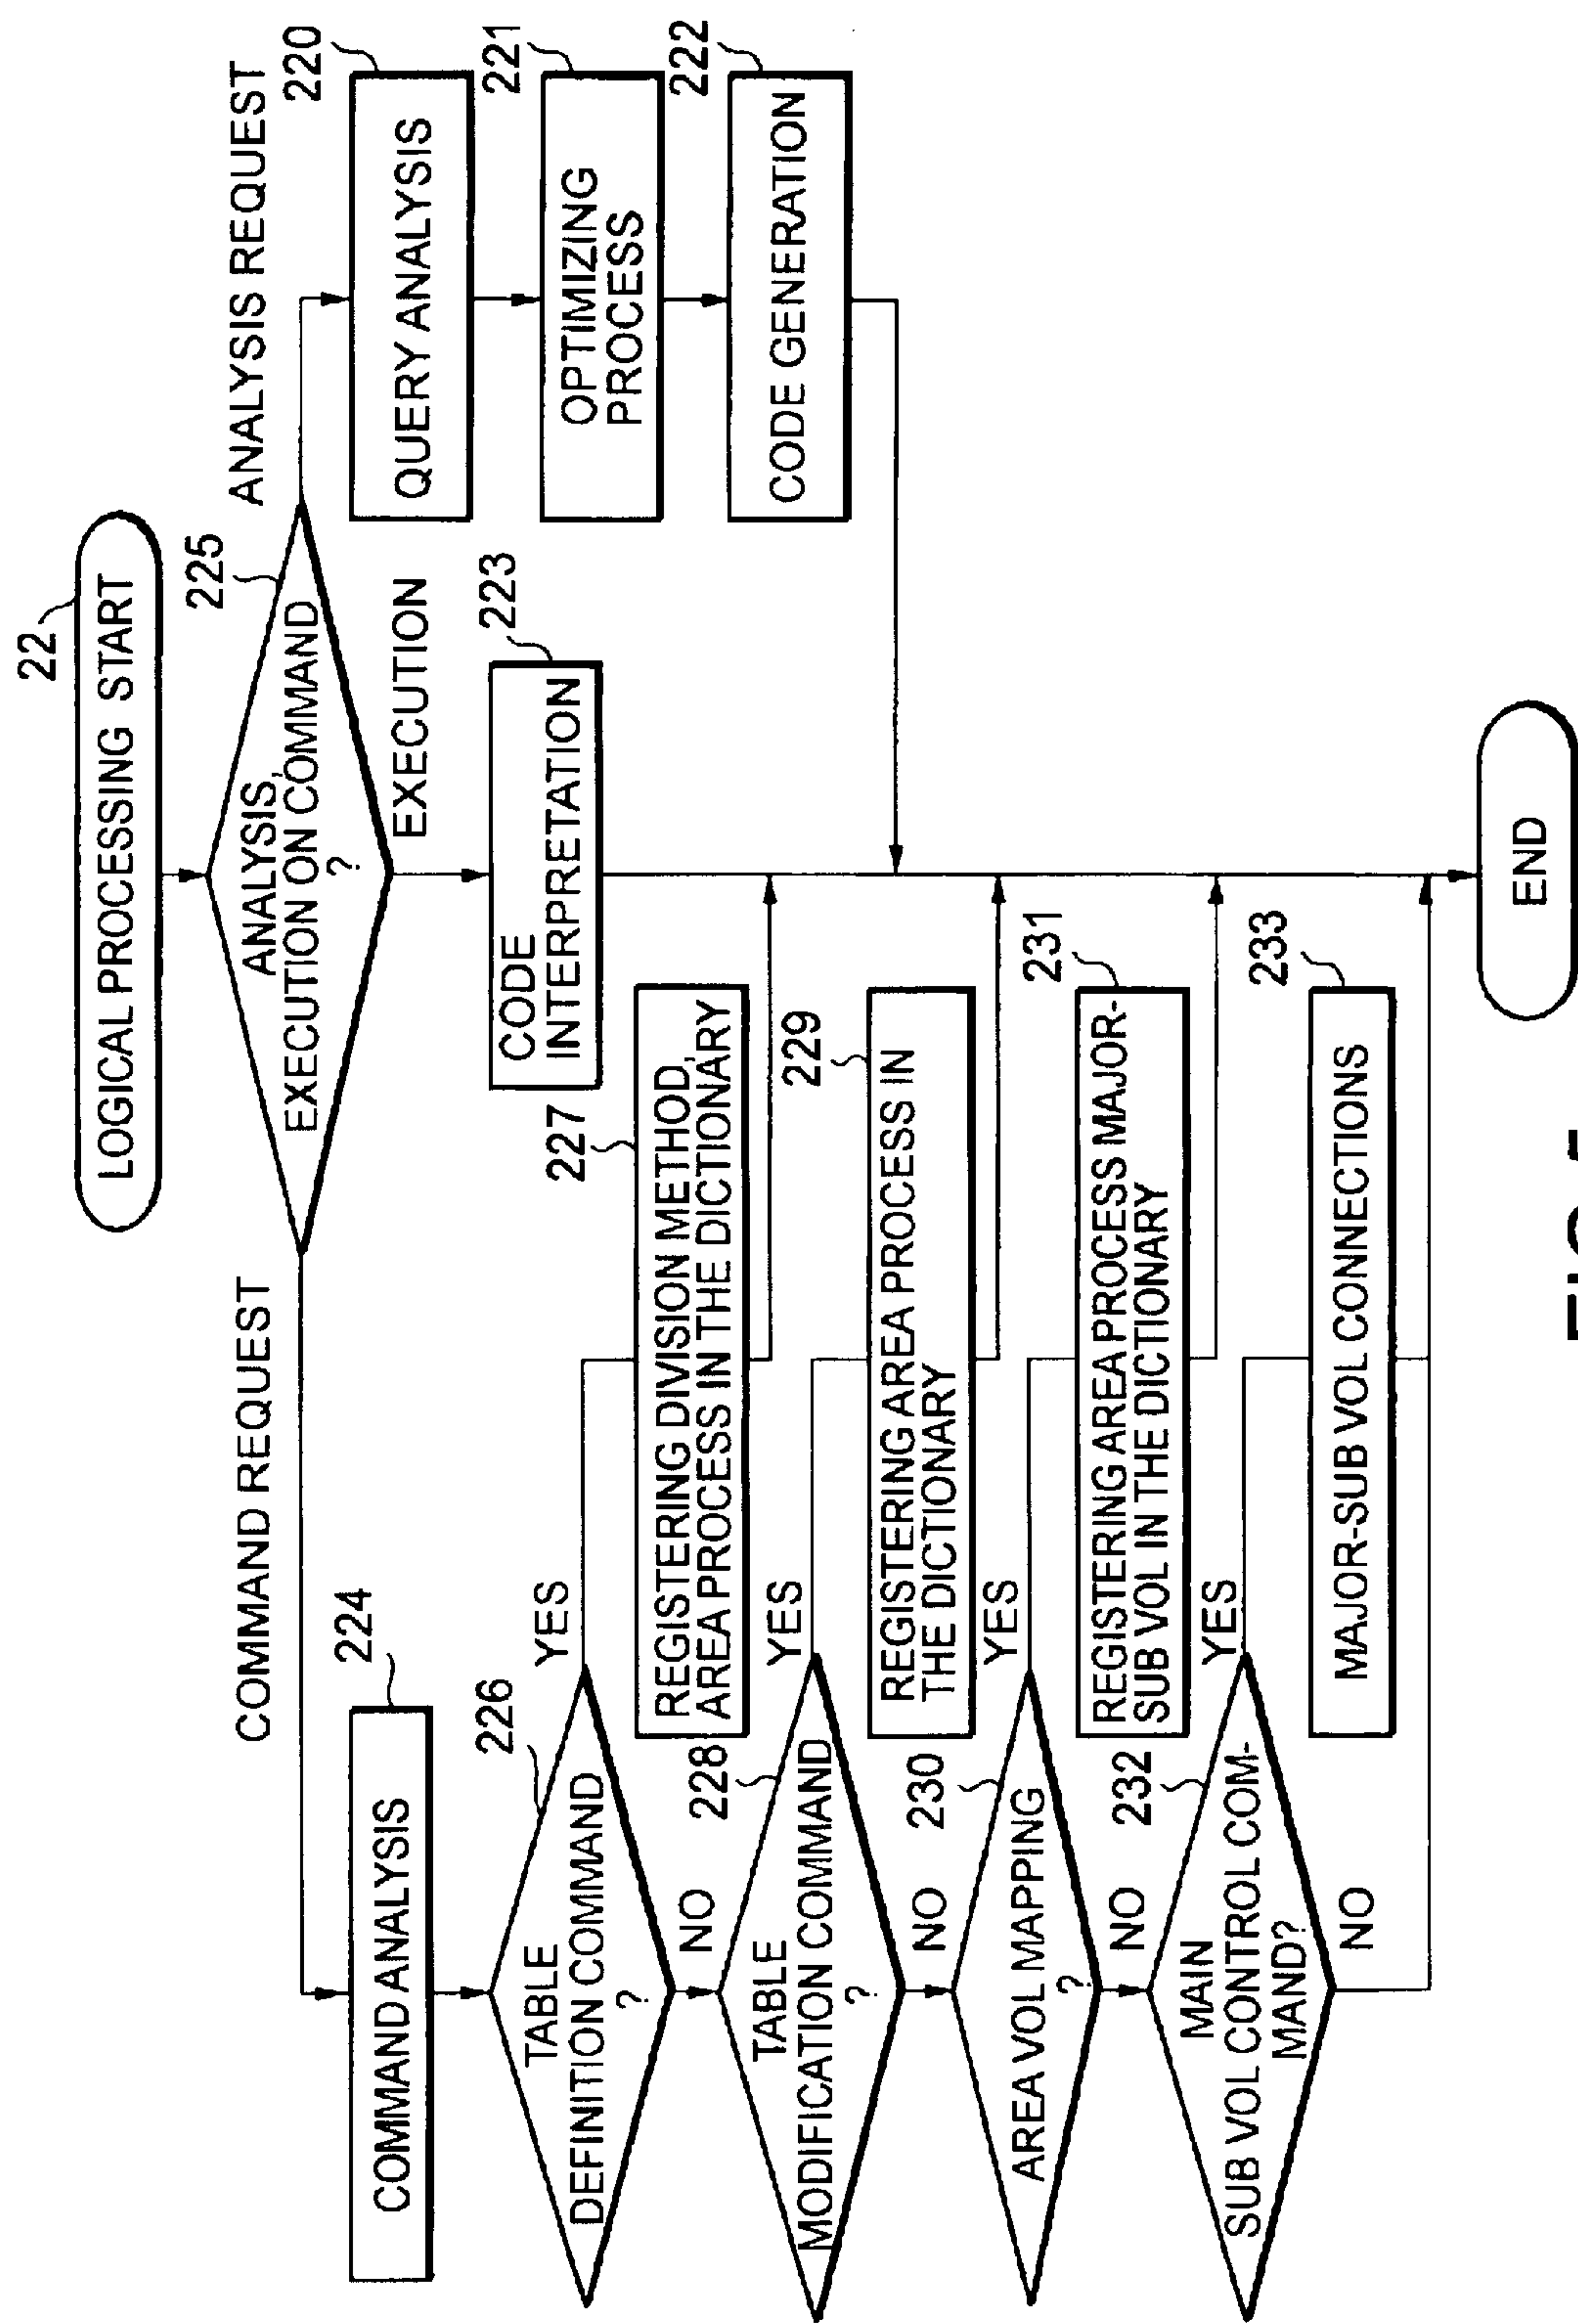 22
LOGICAL PROCESSING START
225
ANALYSIS,
EXECUTION ON COMMAND
?
COMMAND REQUEST
ANALYSIS REQUEST
EXECUTION
220
QUERY ANALYSIS
221
OPTIMIZING
PROCESS
222
CODE GENERATION
223
CODE
INTERPRETATION
224
COMMAND ANALYSIS
226
TABLE
DEFINITION COMMAND
?
YES
NO
227
REGISTERING DIVISION METHOD,
AREA PROCESS IN THE DICTIONARY
228
TABLE
MODIFICATION COMMAND
?
YES
NO
229
REGISTERING AREA PROCESS IN
THE DICTIONARY
230
AREA VOL MAPPING
?
YES
NO
231
REGISTERING AREA PROCESS MAJOR-
SUB VOL IN THE DICTIONARY
232
MAIN
SUB VOL CONTROL COM-
MAND?
YES
NO
233
MAJOR-SUB VOL CONNECTIONS
END